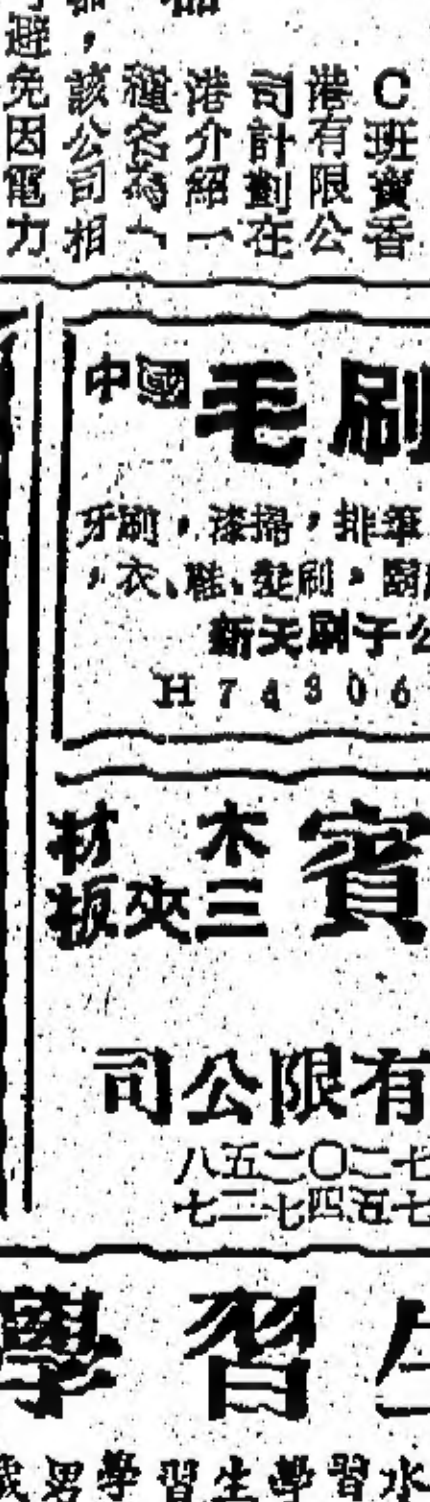 C班賓香
港有限公
司計劃在
港介紹一
種名為「
該公司相
避免因電力
中國毛刷
牙刷，漆掃，排筆
，衣、鞋、髮刷，
新天刷子公
H74306
賓
木材
三夾板
有限公司
七二〇二五八
七五四七二七
生習學
水習學生習學男